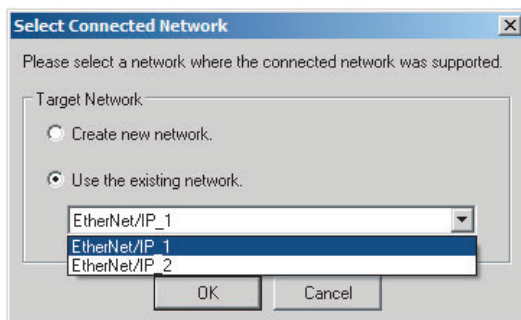 Select Connected Network
Please select a network where the connected network was supported.
Target Network
Create new network.
Use the existing network.
EtherNet/IP_1
EtherNet/IP_1
EtherNet/IP_2
OK Cancel